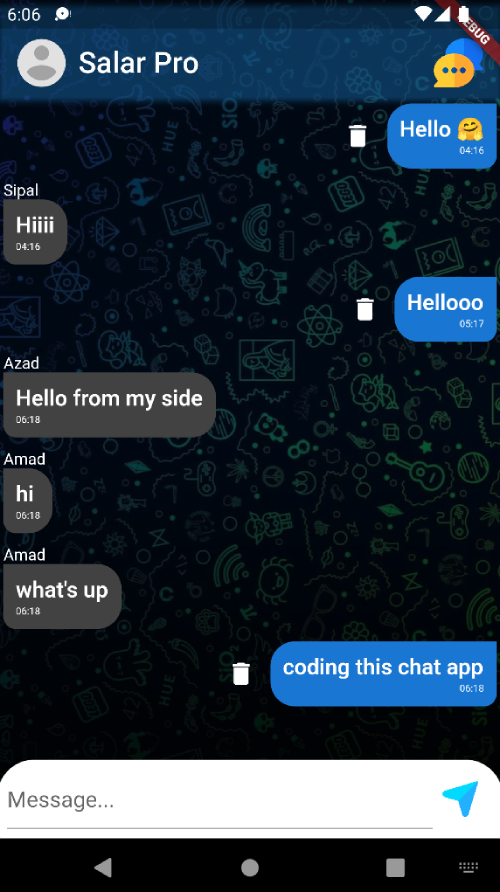 6:06
DEBUG
Salar Pro
Hello 🤗
04:16
Sipal
Hiiii
04:16
Hellooo
05:17
Azad
Hello from my side
06:18
Amad
hi
06:18
Amad
what's up
06:18
coding this chat app
06:18
Message...